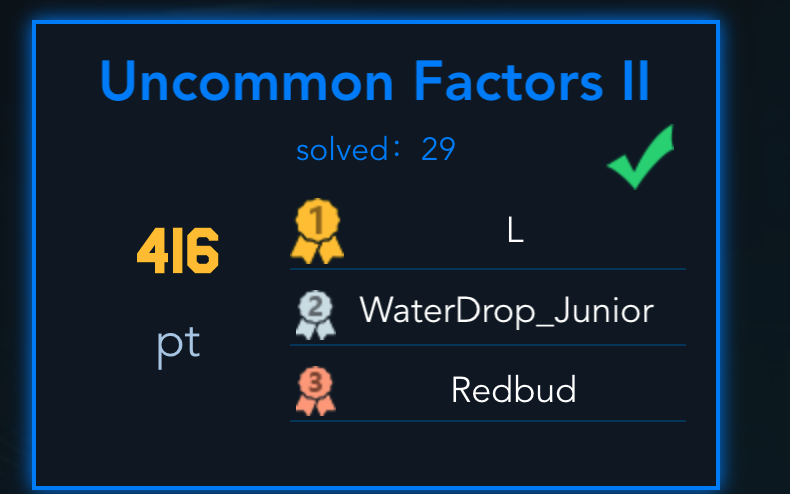 Uncommon Factors II
solved: 29
416
pt
1
L
2
WaterDrop_Junior
3
Redbud